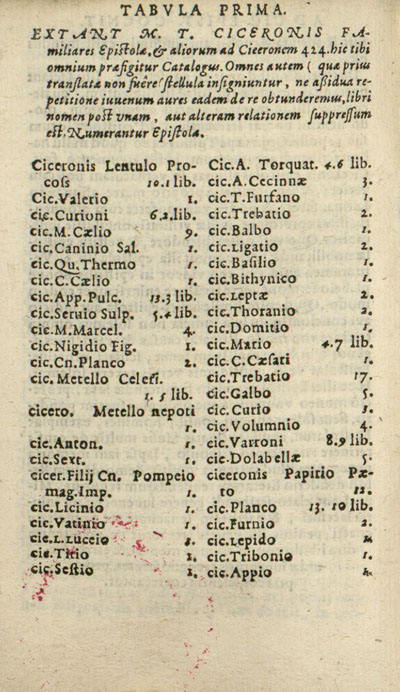 TABVLA PRIMA.
EXTANT M. T. CICERONIS FA-
miliares Epistolæ, & aliorum ad Ciceronem 424. hic tibi
omnium præfigitur Catalogus. Omnes autem ( quæ prius
translatæ non fuêre) stellula insigniuntur, ne assidua re-
petitione iuuenum aures eadem de re obtunderemus, libri
nomen post vnam, aut alteram relationem suppressum
est. Numerantur Epistolæ.
Ciceronis Lentulo Pro-
coss 10.1 lib.
Cic.Valerio 1.
cic.Curioni 6.2.lib.
cic.M.Cælio 9.
cic.Caninio Sal. 1.
cic.Qu.Thermo 1.
cic.C.Cælio 1.
cic.App.Pulc. 13.3 lib.
cic.Seruio Sulp. 5.4 lib.
cic.M.Marcel. 4.
cic.Nigidio Fig. 1.
cic.Cn.Planco 2.
cic. Metello Celeri.
1. 5 lib.
cicero. Metello nepoti
1.
cic.Anton. 1.
cic.Sext. 1.
cicer.Filij Cn. Pompeio
mag.Imp. 1.
cic.Licinio 1.
cic.Vatinio 1.
cic.L.Lucceio
cic.Titio
cic.Sestio
Cic.A. Torquat. 4.6 lib.
cic.A.Cecinnæ 3.
cic.T.Furfano 1.
cic.Trebatio 2.
cic.Balbo 1.
cic.Ligatio 2.
cic.Basilio 1.
cic.Bithynico 1.
cic.Leptæ 2.
cic.Thoranio 2.
cic.Domitio 1.
cic.Mario 4.7 lib.
cic.C.Cæsari 1.
cic.Trebatio 17.
cic.Galbo 5.
cic.Curio 1.
cic.Volumnio 4.
cic.Varroni 8.9 lib.
cic.Dolabellæ 5.
ciceronis Papirio Pæ-
to 12.
cic.Planco 13. 10 lib.
cic.Furnio 2.
cic.Lepido
cic.Tribonio 1.
cic.Appio